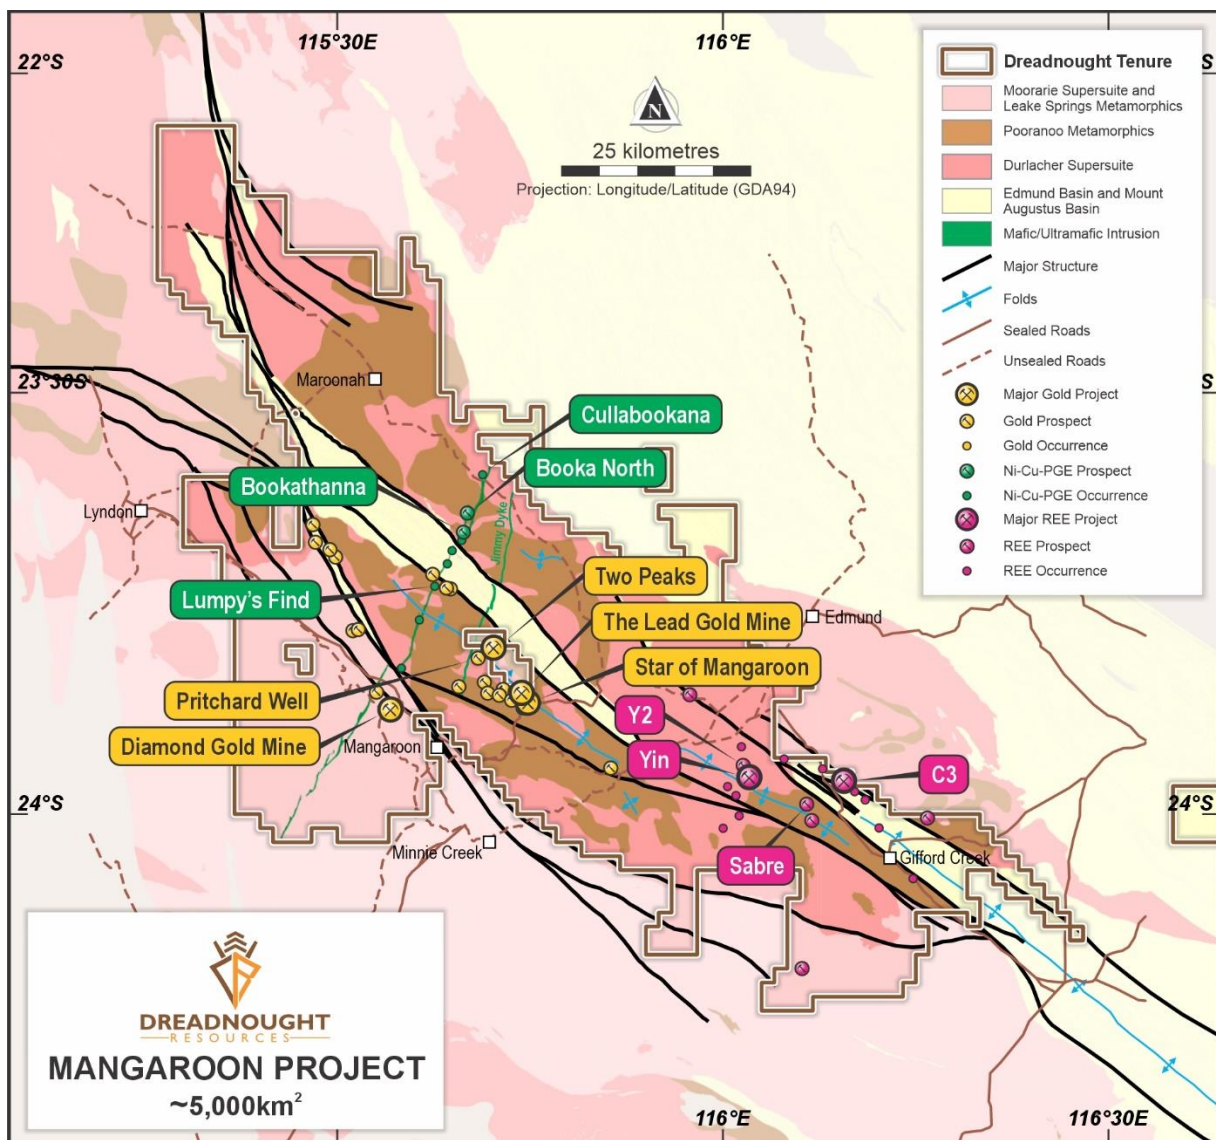 115°30'E
116°E
22°S
N
25 kilometres
Projection: Longitude/Latitude (GDA94)
Dreadnought Tenure
Moorarie Supersuite and
Leake Springs Metamorphics
Pooranoo Metamorphics
Durlacher Supersuite
Edmund Basin and Mount
Augustus Basin
Mafic/Ultramafic Intrusion
Major Structure
Folds
Sealed Roads
Unsealed Roads
Major Gold Project
Gold Prospect
Gold Occurrence
Ni-Cu-PGE Prospect
Ni-Cu-PGE Occurrence
Major REE Project
REE Prospect
REE Occurrence
23°30'S
Maroonah
Cullabookana
Booka North
Bookathanna
Lyndon
Jimmy Dyke
Two Peaks
Lumpy's Find
The Lead Gold Mine
Edmund
Star of Mangaroon
Pritchard Well
Y2
Diamond Gold Mine
Mangaroon
Yin
C3
24°S
24°S
Minnie Creek
Sabre
Gifford Creek
DREADNOUGHT
RESOURCES
MANGAROON PROJECT
~5,000km²
116°E
116°30'E